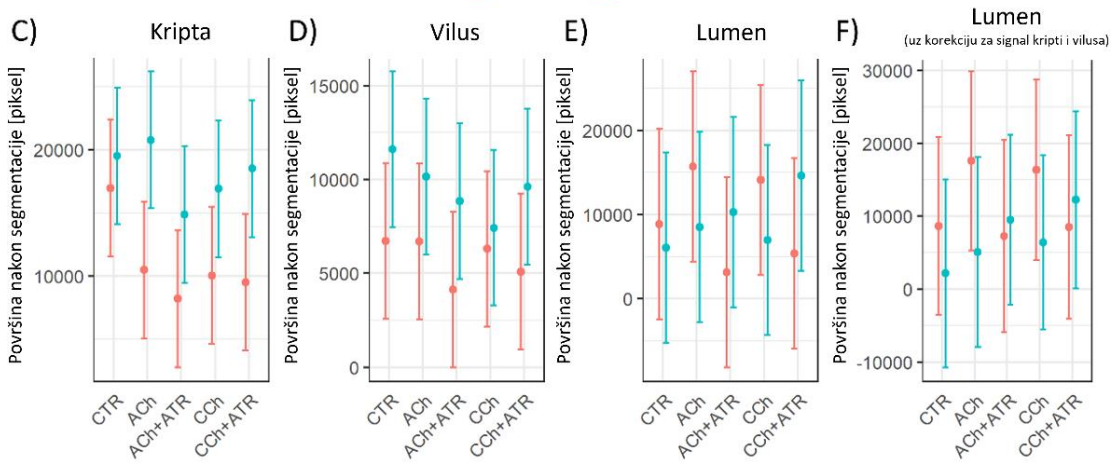 C)
Kripta
Površina nakon segmentacije [piksel]
20000
10000
CTR
ACh
ACh+ATR
CCh
CCh+ATR
D)
Vilus
Površina nakon segmentacije [piksel]
15000
10000
5000
0
CTR
ACh
ACh+ATR
CCh
CCh+ATR
E)
Lumen
Površina nakon segmentacije [piksel]
20000
10000
0
CTR
ACh
ACh+ATR
CCh
CCh+ATR
F)
Lumen
(uz korekciju za signal kripti i vilusa)
Površina nakon segmentacije [piksel]
30000
20000
10000
0
-10000
CTR
ACh
ACh+ATR
CCh
CCh+ATR